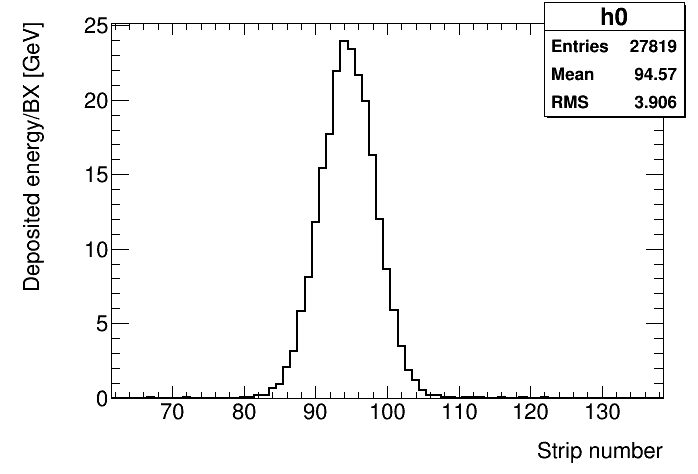 h0
Entries 27819
Mean 94.57
RMS 3.906
Deposited energy/BX [GeV]
25
20
15
10
5
0
70 80 90 100 110 120 130
Strip number